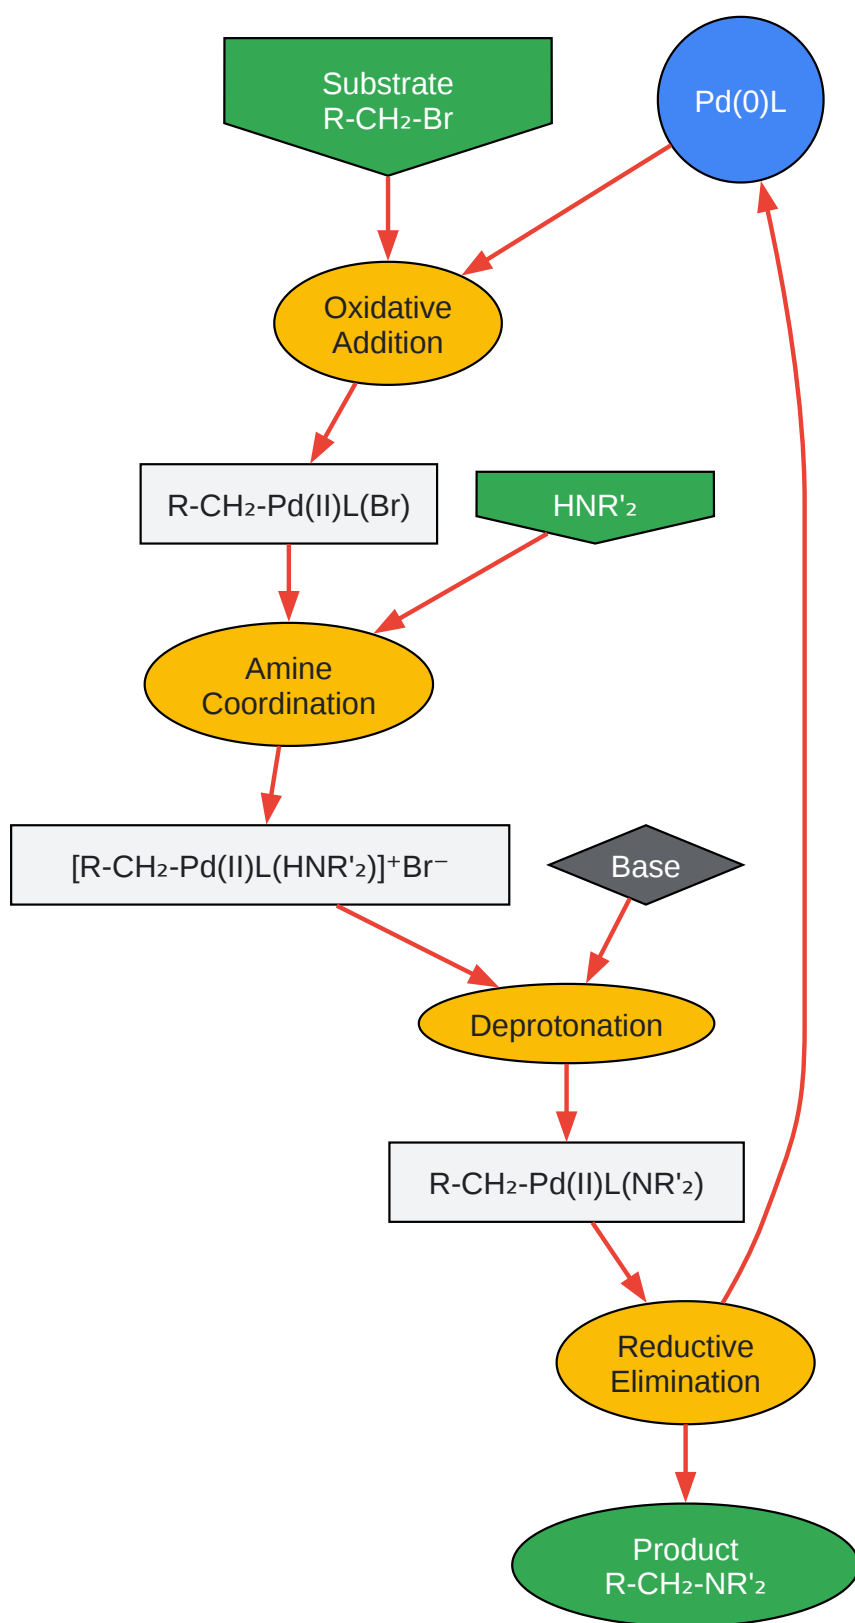 Substrate
R-CH₂-Br
Pd(0)L
Oxidative
Addition
R-CH₂-Pd(II)L(Br)
HNR'₂
Amine
Coordination
[R-CH₂-Pd(II)L(HNR'₂)]⁺Br⁻
Base
Deprotonation
R-CH₂-Pd(II)L(NR'₂)
Reductive
Elimination
Product
R-CH₂-NR'₂